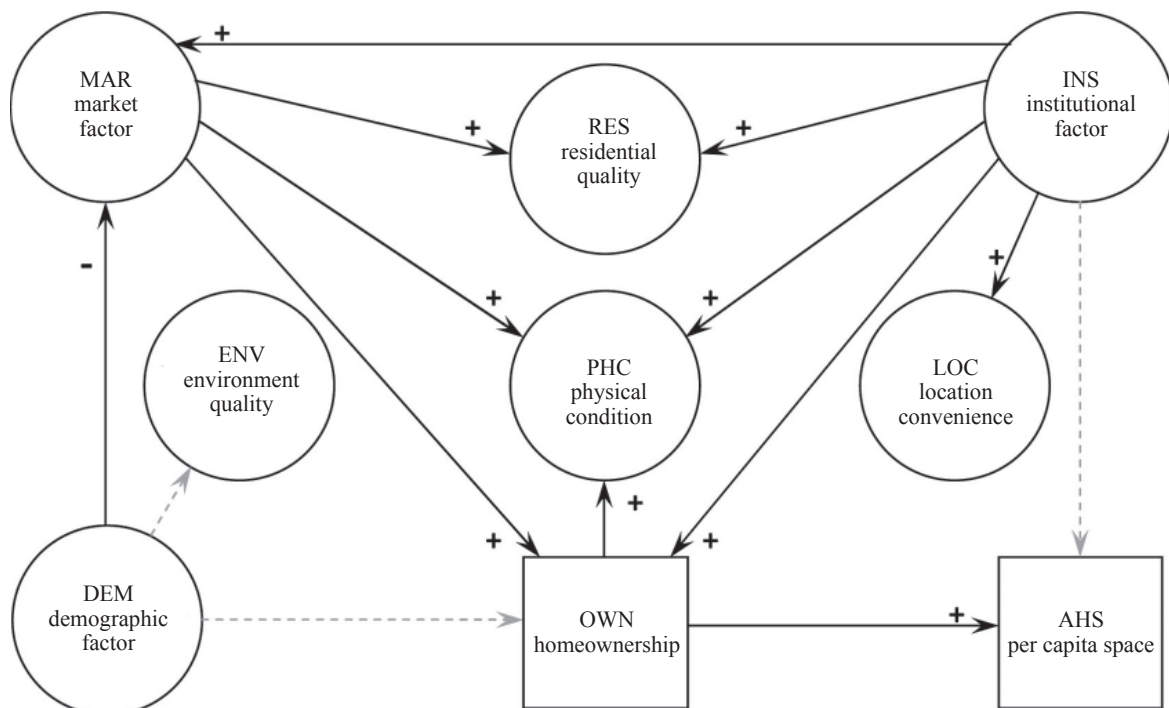 +
MAR
market
factor
INS
institutional
factor
RES
residential
quality
+
+
-
+
+
+
ENV
environment
quality
PHC
physical
condition
LOC
location
convenience
+
+
+
DEM
demographic
factor
OWN
homeownership
+
AHS
per capita space